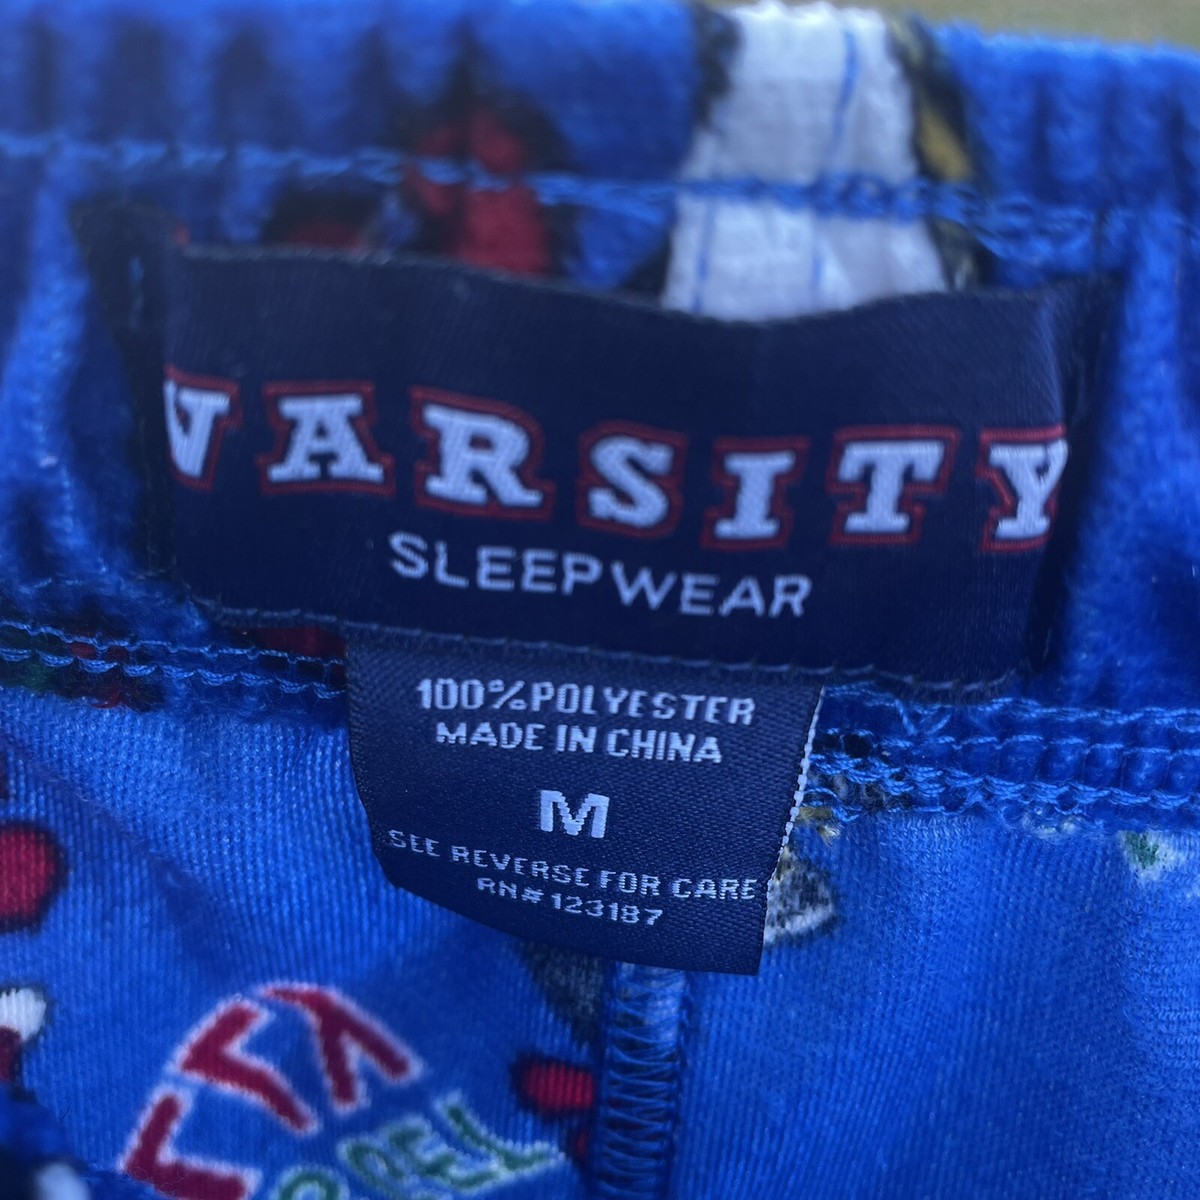 VARSITY
SLEEPWEAR
100% POLYESTER
MADE IN CHINA
M
SEE REVERSE FOR CARE
RN# 123187